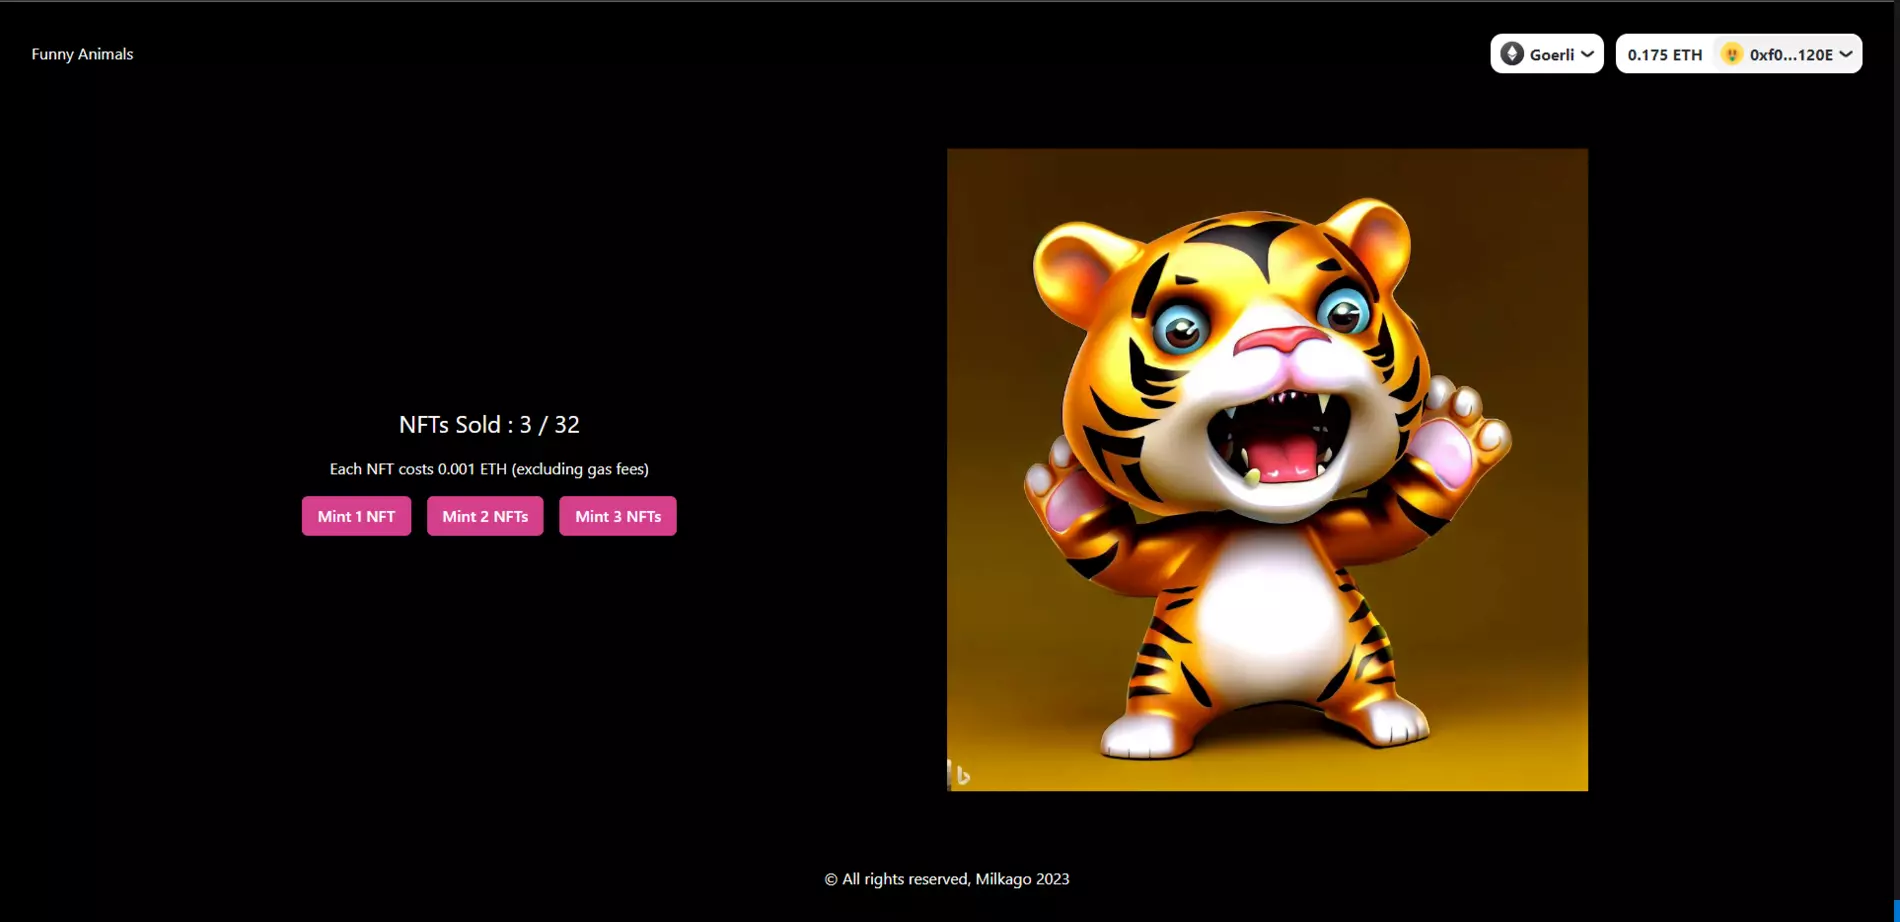 Funny Animals
Goerli
0.175 ETH 0xf0...120E
NFTs Sold : 3 / 32
Each NFT costs 0.001 ETH (excluding gas fees)
Mint 1 NFT Mint 2 NFTs Mint 3 NFTs
© All rights reserved, Milkago 2023